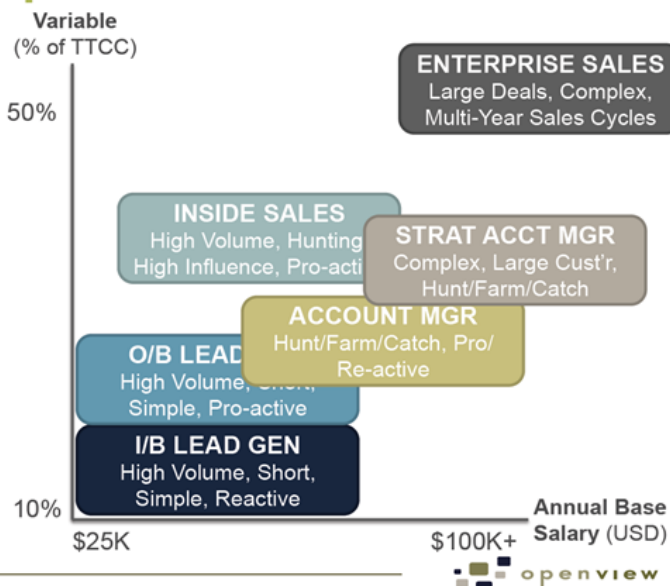 Variable
(% of TTCC)
50%
ENTERPRISE SALES
Large Deals, Complex,
Multi-Year Sales Cycles
INSIDE SALES
High Volume, Hunting
High Influence, Pro-acti
STRAT ACCT MGR
Complex, Large Cust'r,
Hunt/Farm/Catch
ACCOUNT MGR
Hunt/Farm/Catch, Pro/
Re-active
O/B LEAD
High Volume, Short,
Simple, Pro-active
I/B LEAD GEN
High Volume, Short,
Simple, Reactive
10%
$25K
$100K+
Annual Base
Salary (USD)
openview